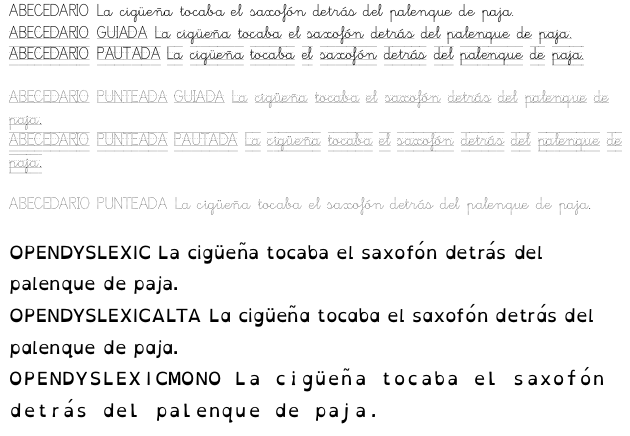 ABECEDARIO La cigüeña tocaba el saxofón detrás del palenque de paja.
ABECEDARIO GUIADA La cigüeña tocaba el saxofón detrás del palenque de paja.
ABECEDARIO PAUTADA La cigüeña tocaba el saxofón detrás del palenque de paja.
ABECEDARIO PUNTEADA GUIADA La cigüeña tocaba el saxofón detrás del palenque de
paja.
ABECEDARIO PUNTEADA PAUTADA La cigüeña tocaba el saxofón detrás del palenque de
paja.
ABECEDARIO PUNTEADA La cigüeña tocaba el saxofón detrás del palenque de paja.
OPENDYSLEXIC La cigüeña tocaba el saxofón detrás del
palenque de paja.
OPENDYSLEXICALTA La cigüeña tocaba el saxofón detrás del
palenque de paja.
OPENDYSLEXICMONO La cigüeña tocaba el saxofón
detrás del palenque de paja.